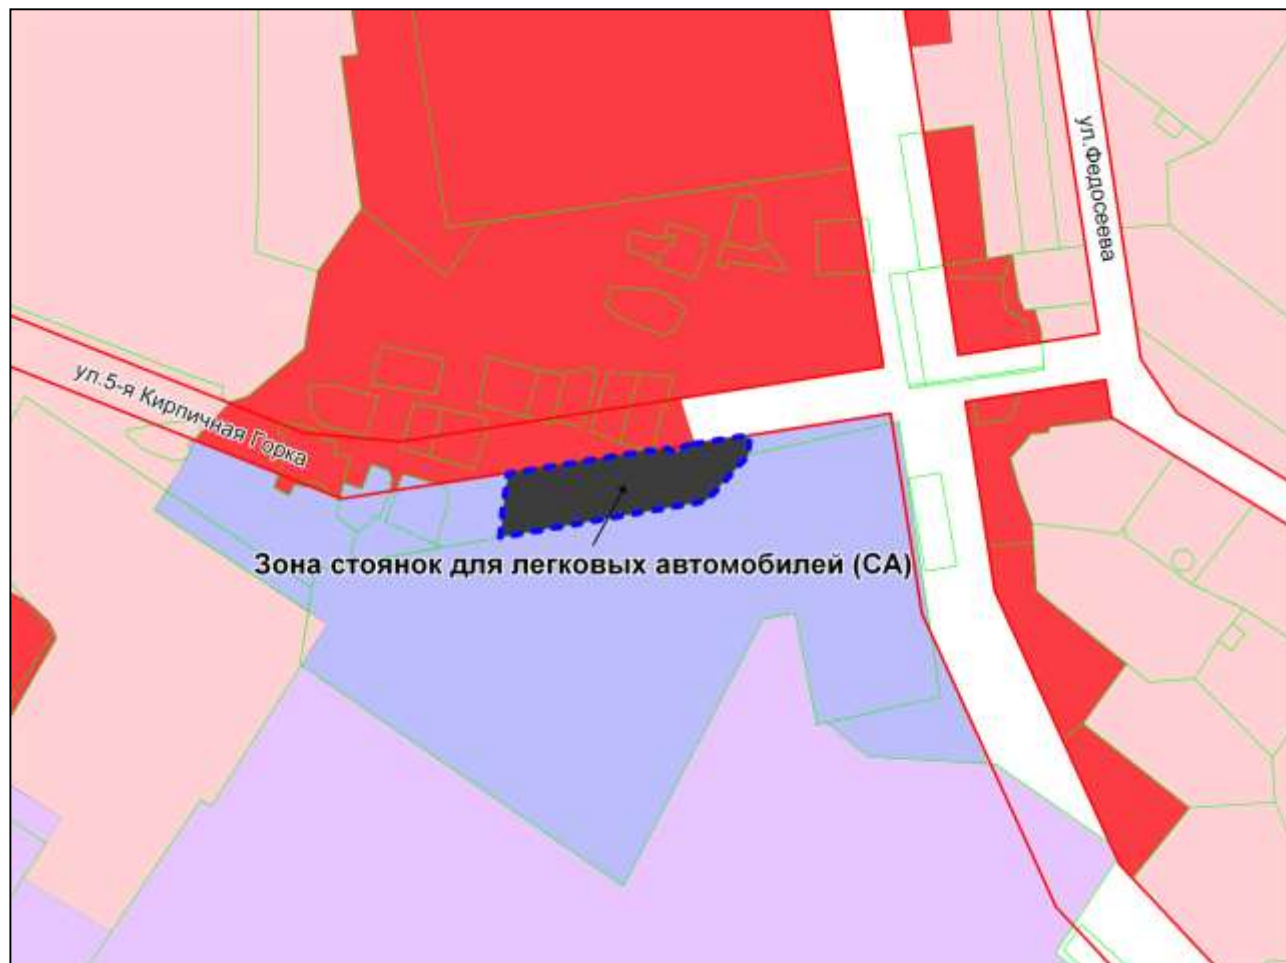 ул.Федосеева
ул.5-я Кирпичная Горка
Зона стоянок для легковых автомобилей (СА)